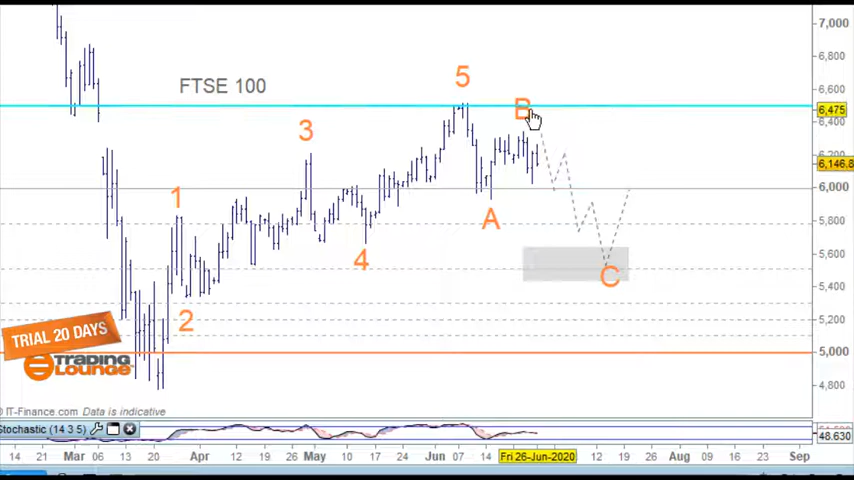 7,000
FTSE 100
5
B
6,800
6,600
6,475
6,400
3
6,146.8
1
6,000
A
5,800
4
5,600
C
5,400
2
5,200
TRIAL 20 DAYS
TRADING
LOUNGE
5,000
4,800
© IT-Finance.com Data is indicative
Stochastic (14 3 5)
48.630
14 24 Mar 06 13 20 Apr 12 19 26 May 10 17 24 Jun 07 14 Fri 26-Jun-2020 12 19 26 Aug 09 16 23 Sep